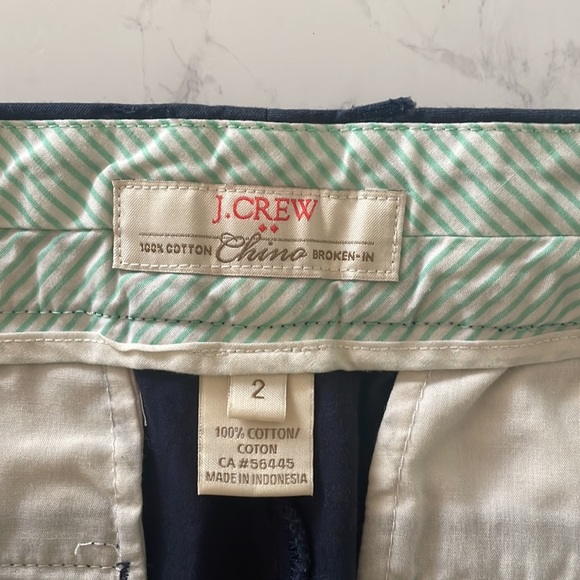 J.CREW
100% COTTON Chino BROKEN-IN
2
100% COTTON/
COTON
CA #56445
MADE IN INDONESIA